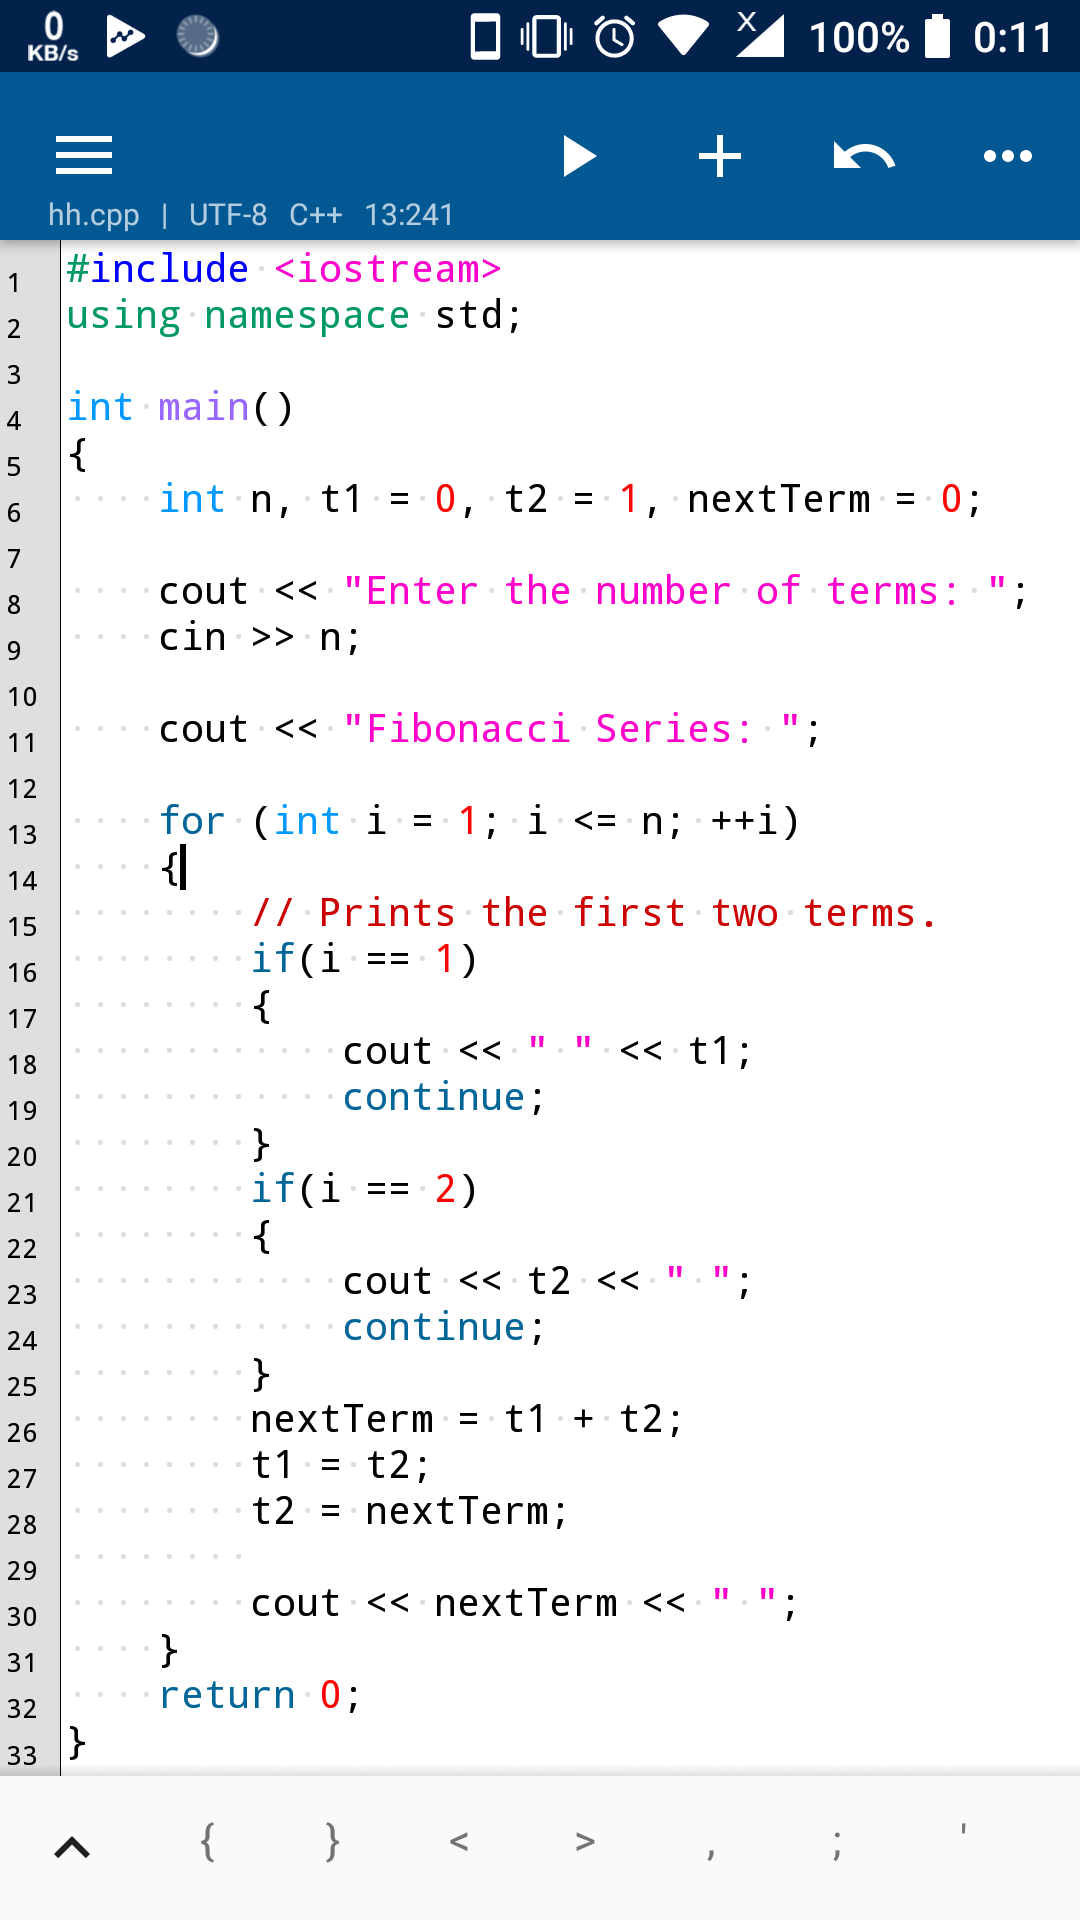 0
KB/s
X
100%
0:11
hh.cpp | UTF-8 C++ 13:241
1 #include <iostream>
2 using namespace std;
3
4 int main()
5 {
6     int n, t1 = 0, t2 = 1, nextTerm = 0;
7
8     cout << "Enter the number of terms: ";
9     cin >> n;
10
11     cout << "Fibonacci Series: ";
12
13     for (int i = 1; i <= n; ++i)
14     {
15         // Prints the first two terms.
16         if(i == 1)
17         {
18             cout << " " << t1;
19             continue;
20         }
21         if(i == 2)
22         {
23             cout << t2 << " ";
24             continue;
25         }
26         nextTerm = t1 + t2;
27         t1 = t2;
28         t2 = nextTerm;
29
30         cout << nextTerm << " ";
31     }
32     return 0;
33 }
{ } < > , ; '